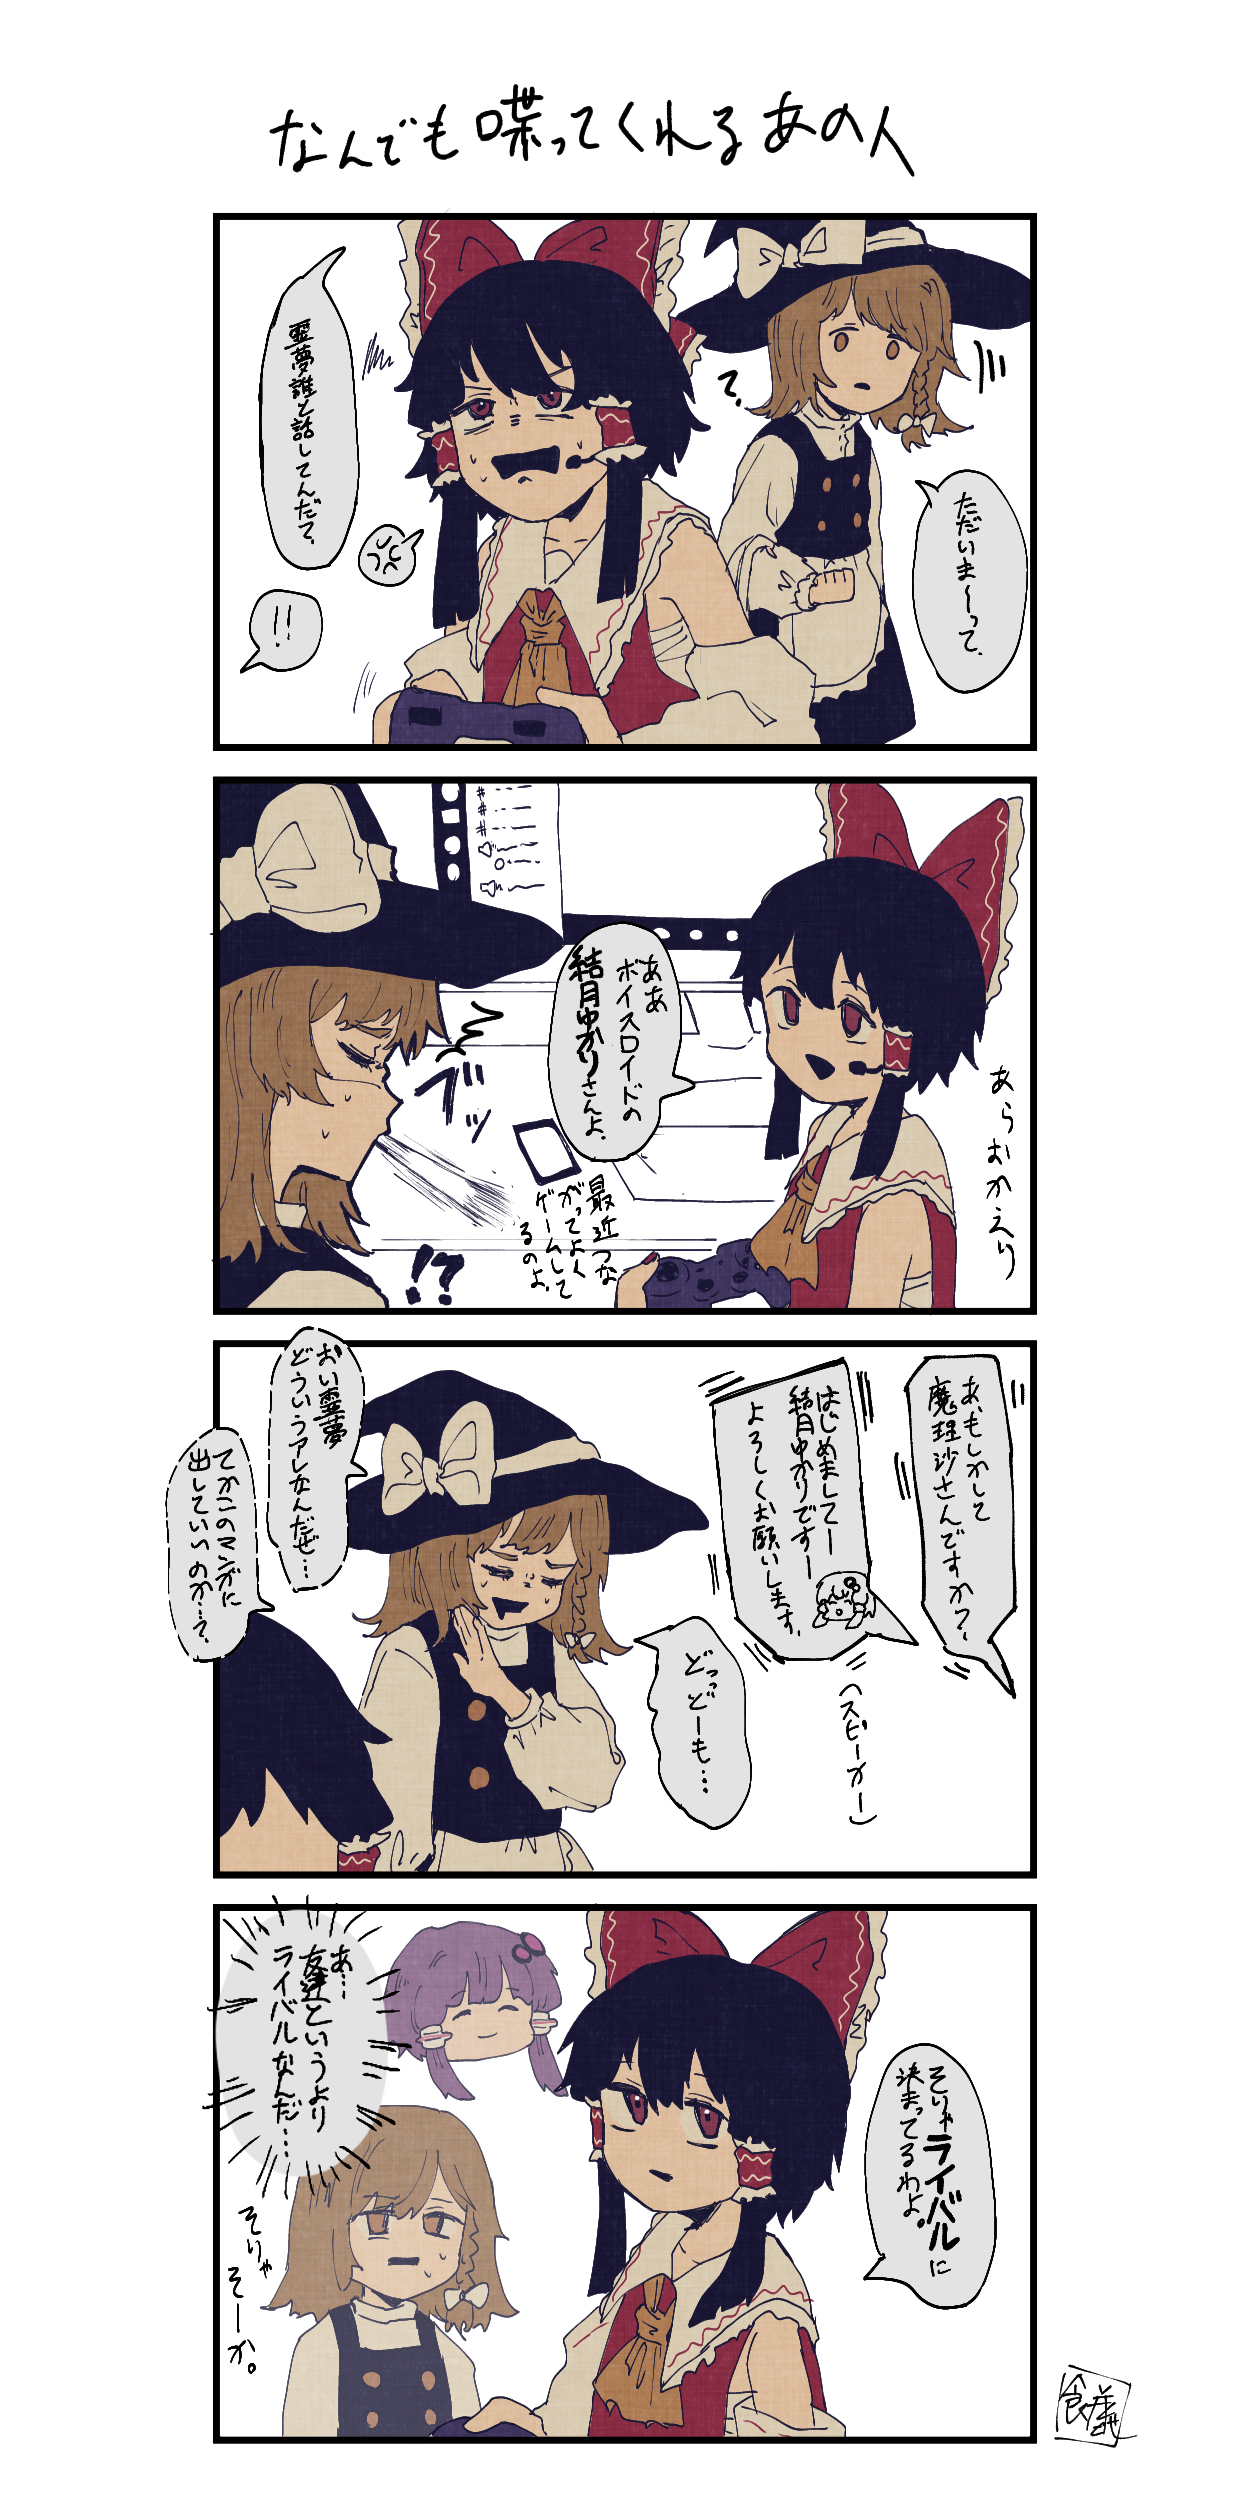 なんでも喋ってくれるあの人
ただいま〜って、
?
霊夢誰と話してんだて、
!!
あらおかえり
ああ
ボイスロイドの
結月ゆかりさんよ、
最近つな
がってよく
ゲームして
るのよ、
ブッ
!?
あ、もしかして
魔理沙さんですか?、
はじめましてー
結月ゆかりですー
よろしくお願いします、
(スピーカー)
どっどーも…
おい霊夢
どういうアレなんだぜ…
てかこのマンガに
出していいのか…?、
そりゃライバルに
決まってるわよ。
あ…
友達というより
ライバルなんだ…
そりゃ
そーか。